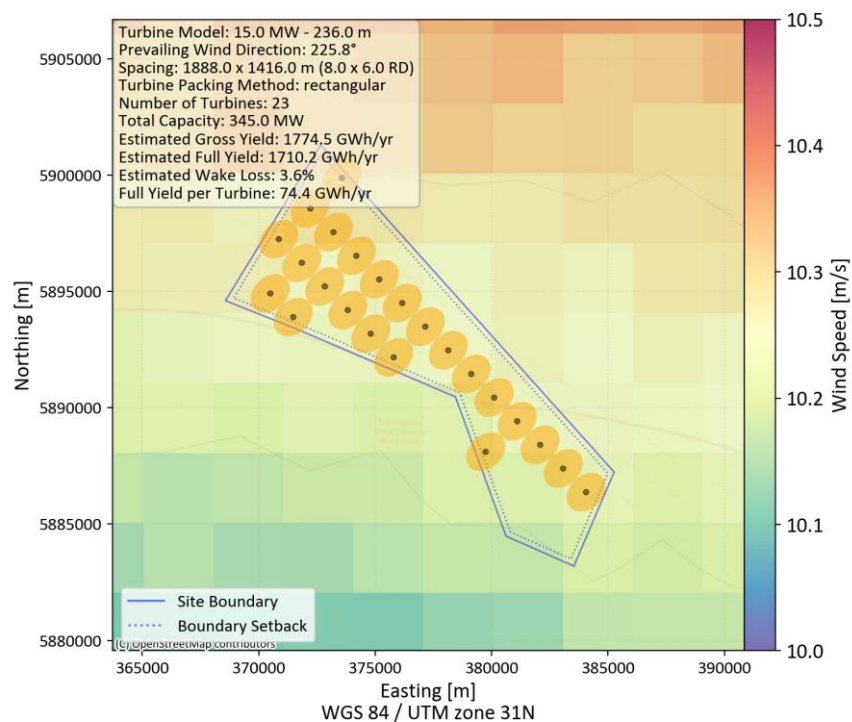 Turbine Model: 15.0 MW - 236.0 m
Prevailing Wind Direction: 225.8°
Spacing: 1888.0 x 1416.0 m (8.0 x 6.0 RD)
Turbine Packing Method: rectangular
Number of Turbines: 23
Total Capacity: 345.0 MW
Estimated Gross Yield: 1774.5 GWh/yr
Estimated Full Yield: 1710.2 GWh/yr
Estimated Wake Loss: 3.6%
Full Yield per Turbine: 74.4 GWh/yr
5905000
5900000
5895000
5890000
5885000
5880000
Northing [m]
Site Boundary
Boundary Setback
(C) OpenStreetMap contributors
365000 370000 375000 380000 385000 390000
Easting [m]
WGS 84 / UTM zone 31N
10.5
10.4
10.3
10.2
10.1
10.0
Wind Speed [m/s]